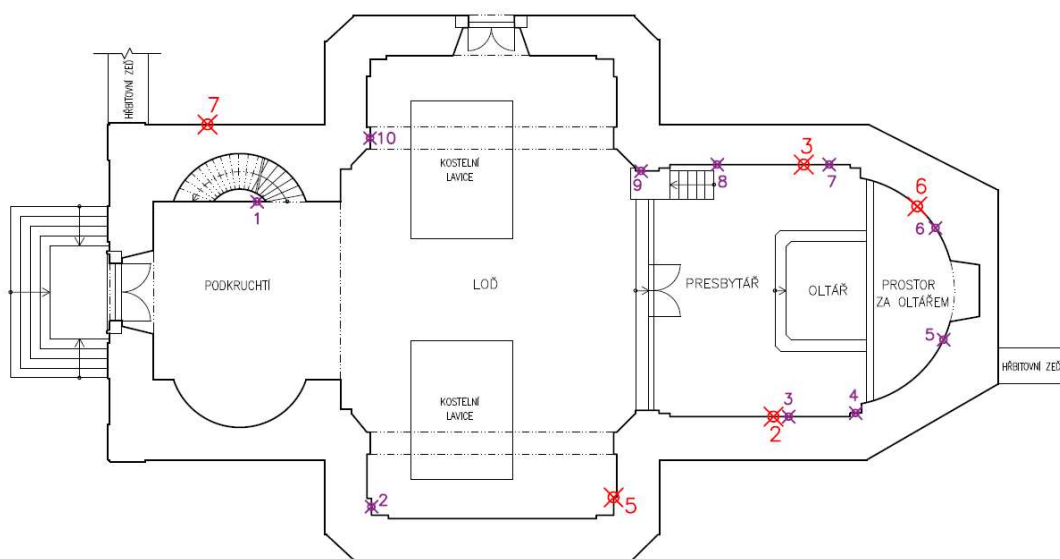 HŘBITOVNÍ ZEĎ
7
10
KOSTELNÍ
LAVICE
3
9
8
7
1
6
6
PODKRUCHTÍ
LOĎ
PRESBYTÁŘ
OLTÁŘ
PROSTOR
ZA OLTÁŘEM
5
HŘBITOVNÍ ZEĎ
KOSTELNÍ
LAVICE
2
3
4
2
5